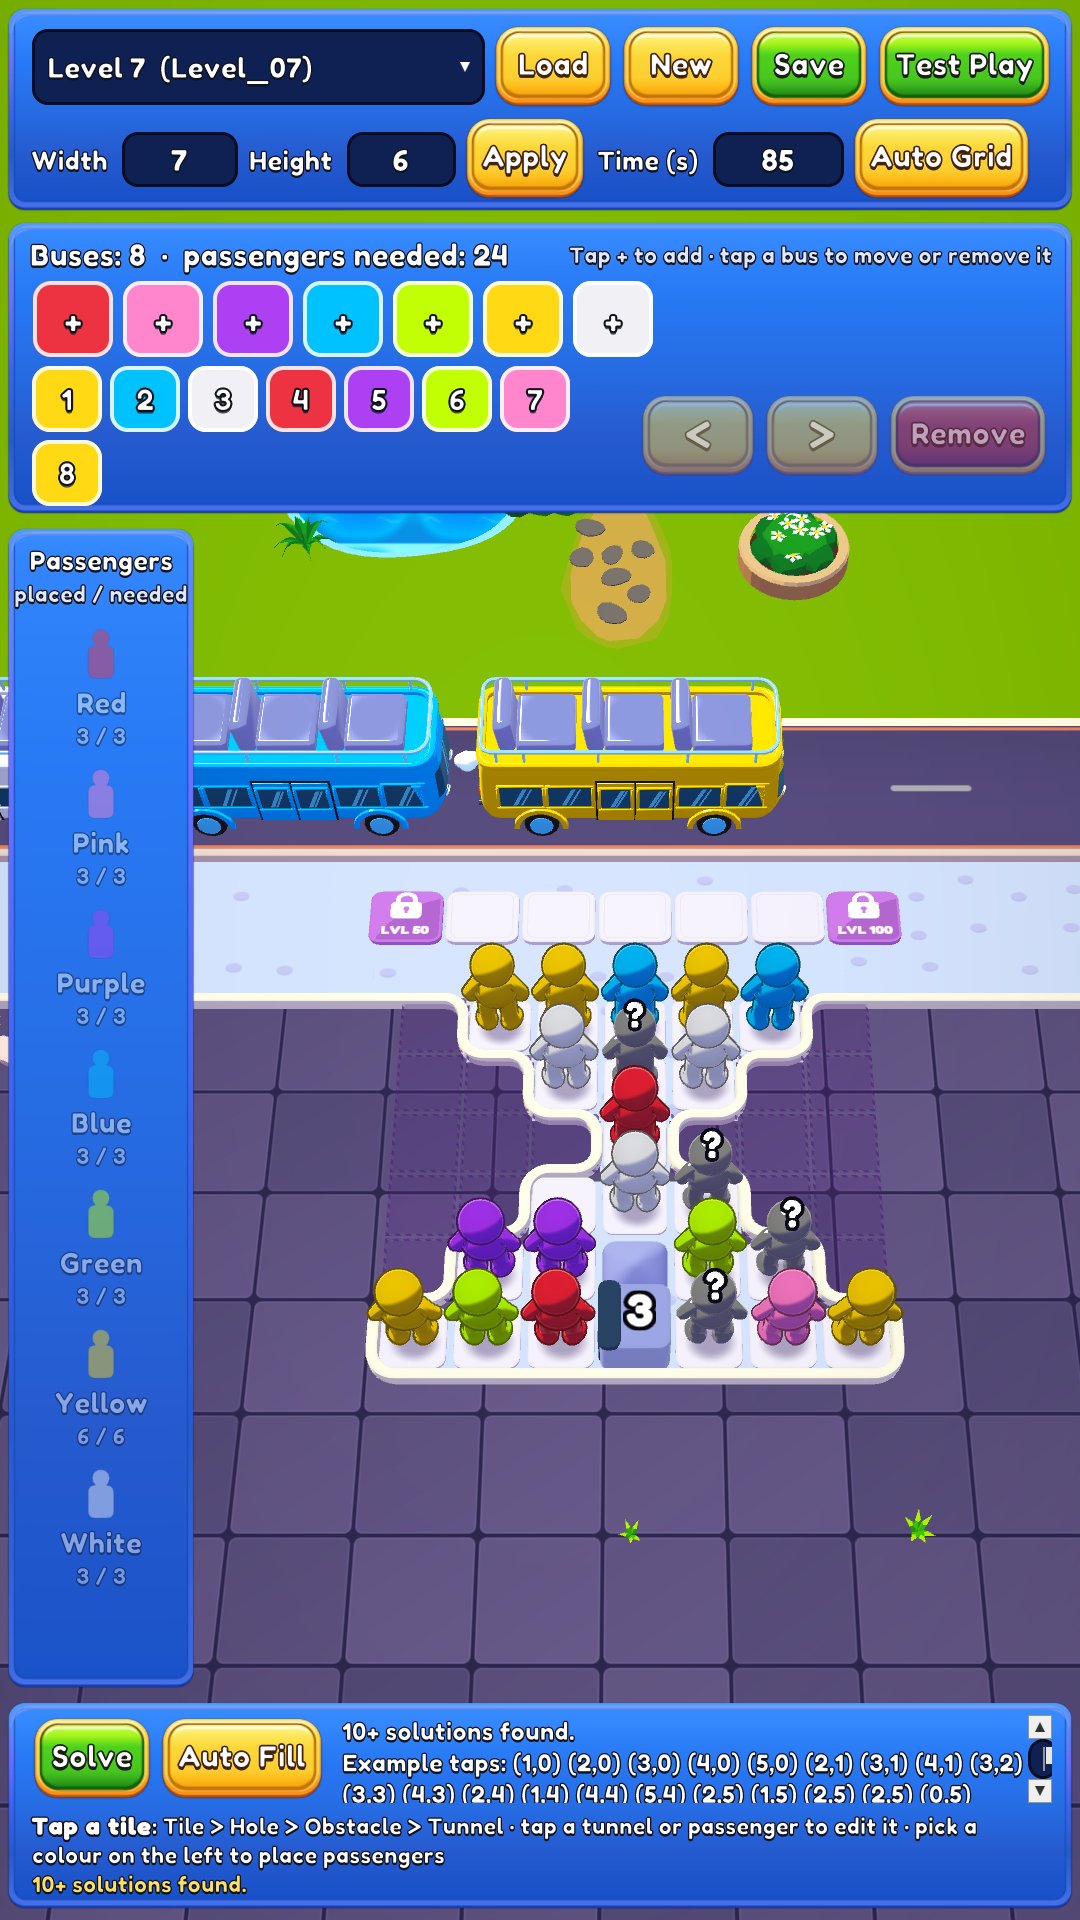 Level 7 (Level_07)
Load
New
Save
Test Play
Width
7
Height
6
Apply
Time (s)
85
Auto Grid
Buses: 8 · passengers needed: 24
Tap + to add · tap a bus to move or remove it
+ + + + + + +
1 2 3 4 5 6 7
8
<
>
Remove
Passengers
placed / needed
Red
3 / 3
Pink
3 / 3
Purple
3 / 3
Blue
3 / 3
Green
3 / 3
Yellow
6 / 6
White
3 / 3
LVL 50
LVL 100
?
?
?
?
3
Solve
Auto Fill
10+ solutions found.
Example taps: (1,0) (2,0) (3,0) (4,0) (5,0) (2,1) (3,1) (4,1) (3,2)
(3,3) (4,3) (2,4) (1,4) (4,4) (5,4) (2,5) (1,5) (2,5) (2,5) (0,5)
Tap a tile: Tile > Hole > Obstacle > Tunnel · tap a tunnel or passenger to edit it · pick a
colour on the left to place passengers
10+ solutions found.